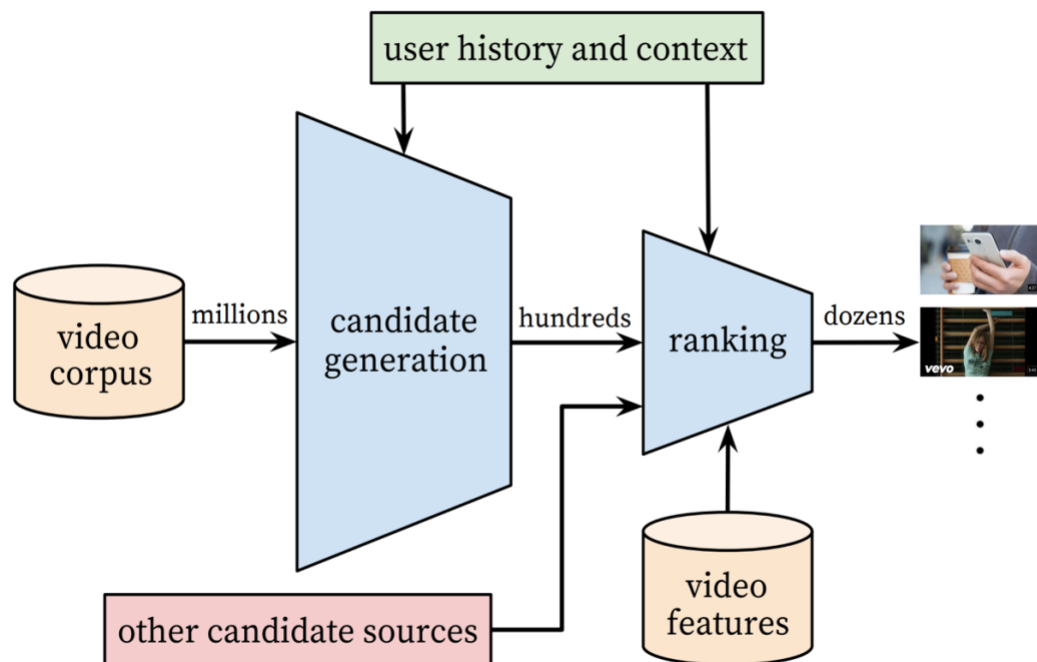 user history and context
video
corpus
millions
candidate
generation
hundreds
ranking
dozens
vevo
other candidate sources
video
features